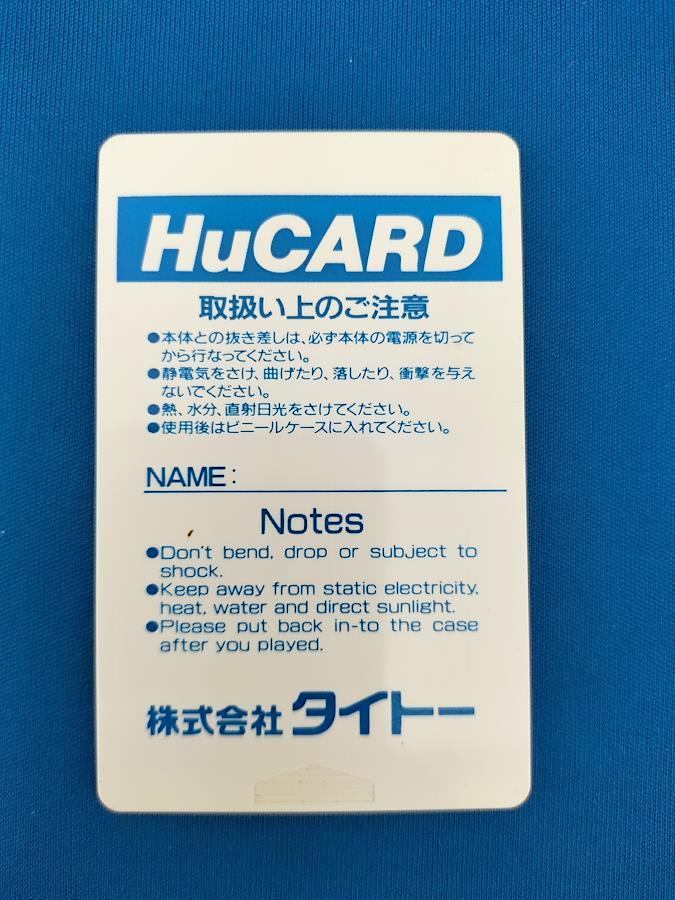 HuCARD
取扱い上のご注意
●本体との抜き差しは、必ず本体の電源を切って
から行なってください。
●静電気をさけ、曲げたり、落したり、衝撃を与え
ないでください。
●熱、水分、直射日光をさけてください。
●使用後はビニールケースに入れてください。
NAME:
Notes
●Don't bend, drop or subject to
shock.
●Keep away from static electricity,
heat, water and direct sunlight.
●Please put back in-to the case
after you played.
株式会社タイトー